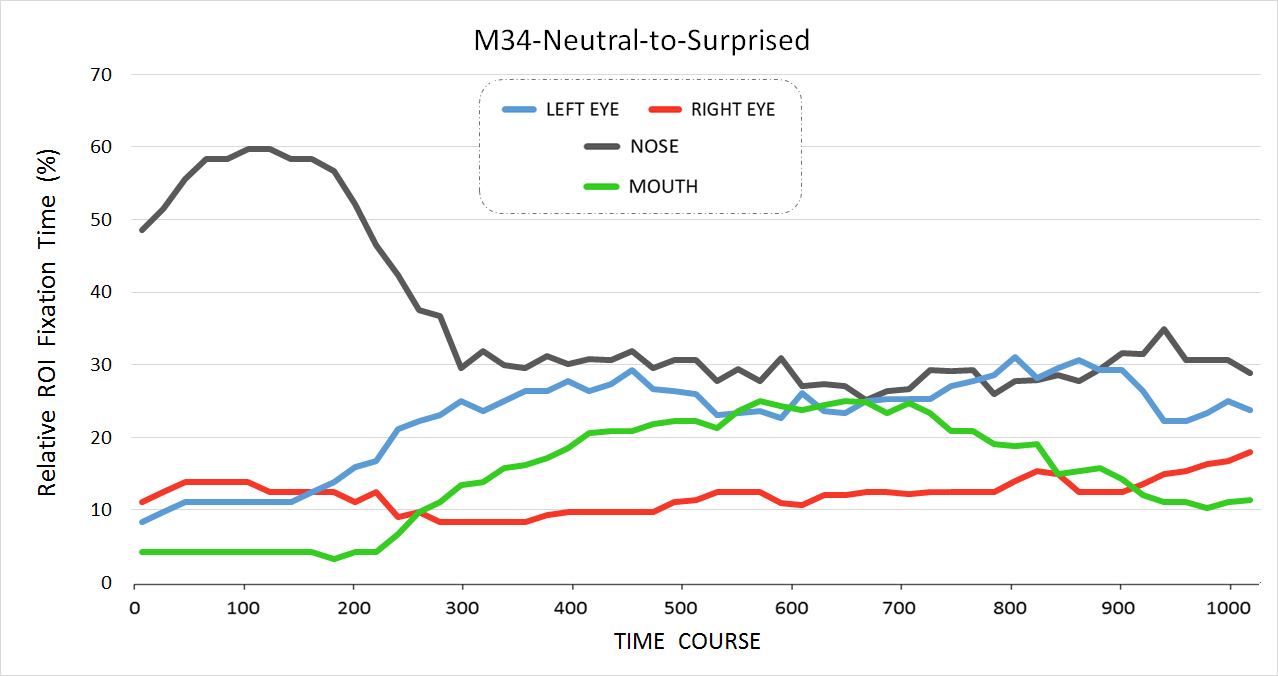 M34-Neutral-to-Surprised
70
LEFT EYE RIGHT EYE
NOSE
MOUTH
60
50
40
30
20
10
0
Relative ROI Fixation Time (%)
0 100 200 300 400 500 600 700 800 900 1000
TIME COURSE